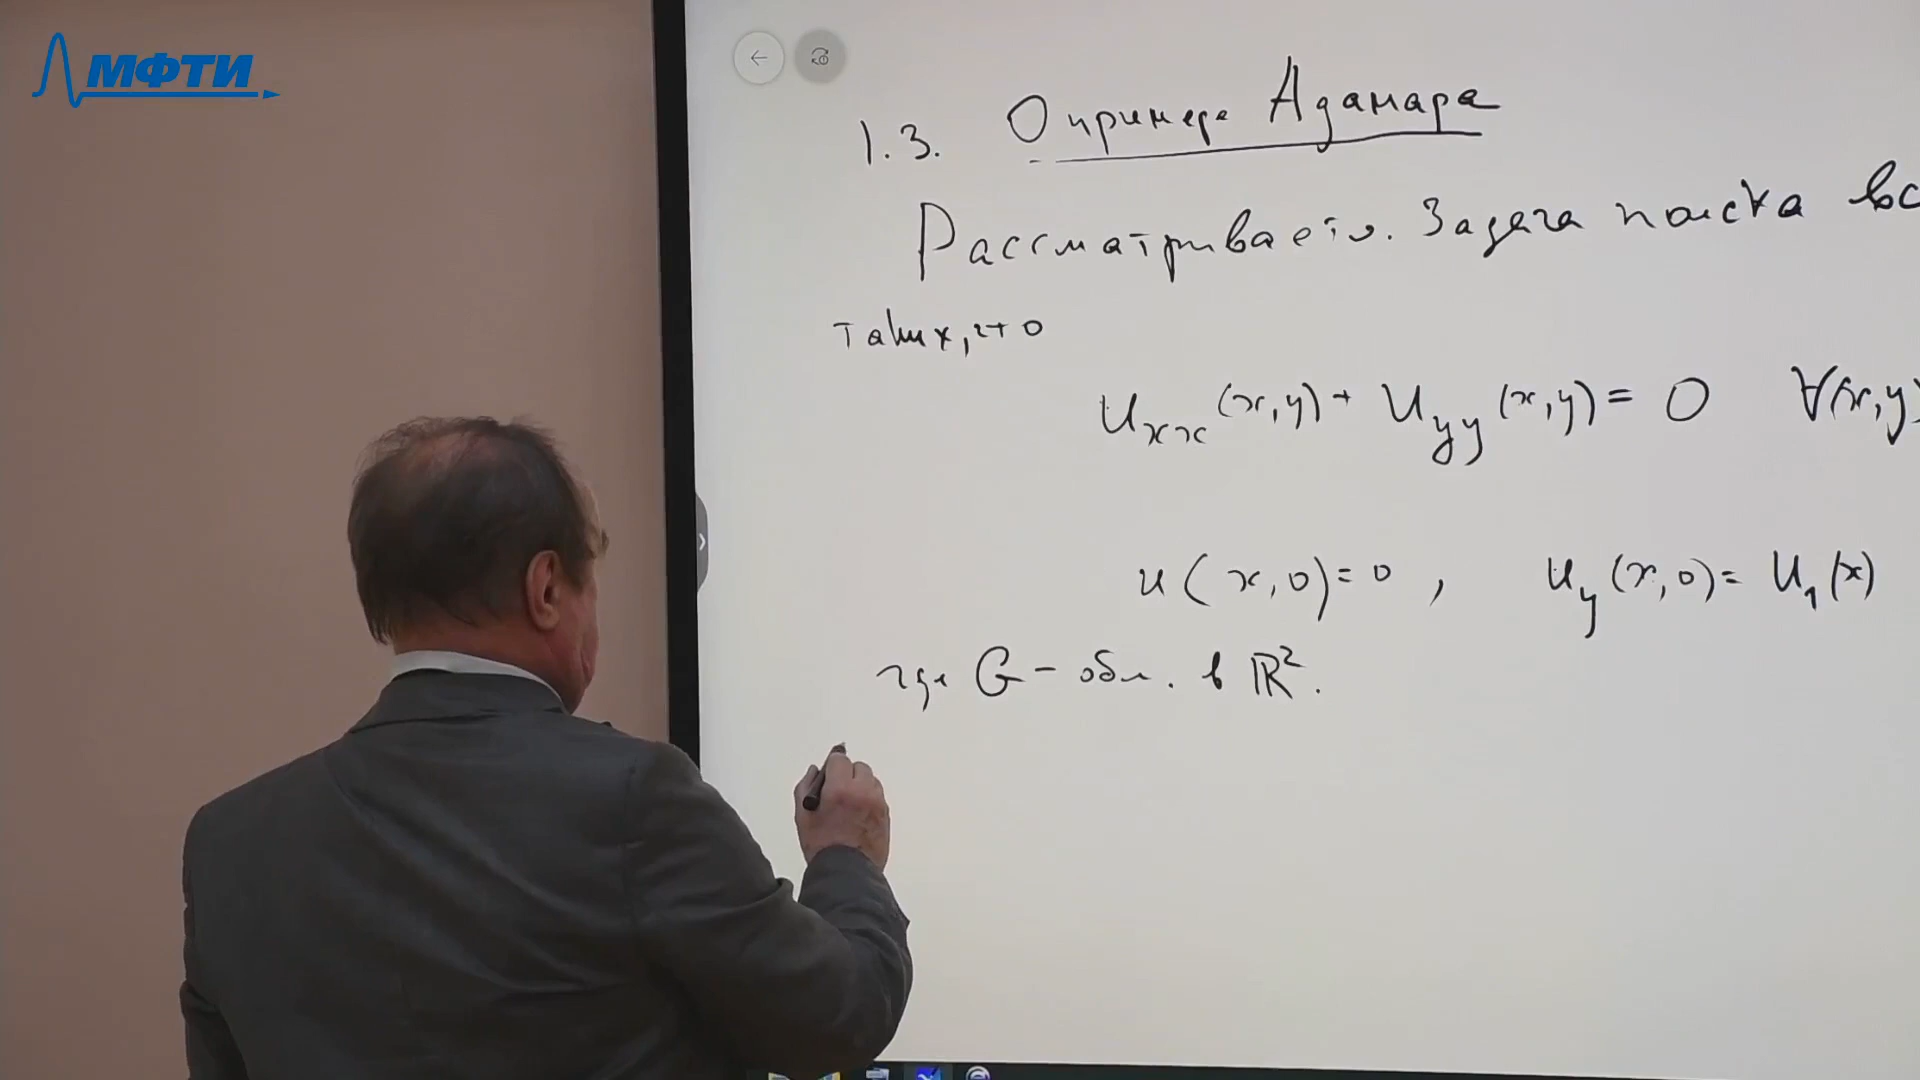 МФТИ
1.3. О примере Адамара
Рассматривается. Задача поиска вс
таких, что
u_xx(x,y) + u_yy(x,y) = 0 ∀(x,y)
u(x,0)=0, u_y(x,0)= u_1(x)
где G - обл. в ℝ².